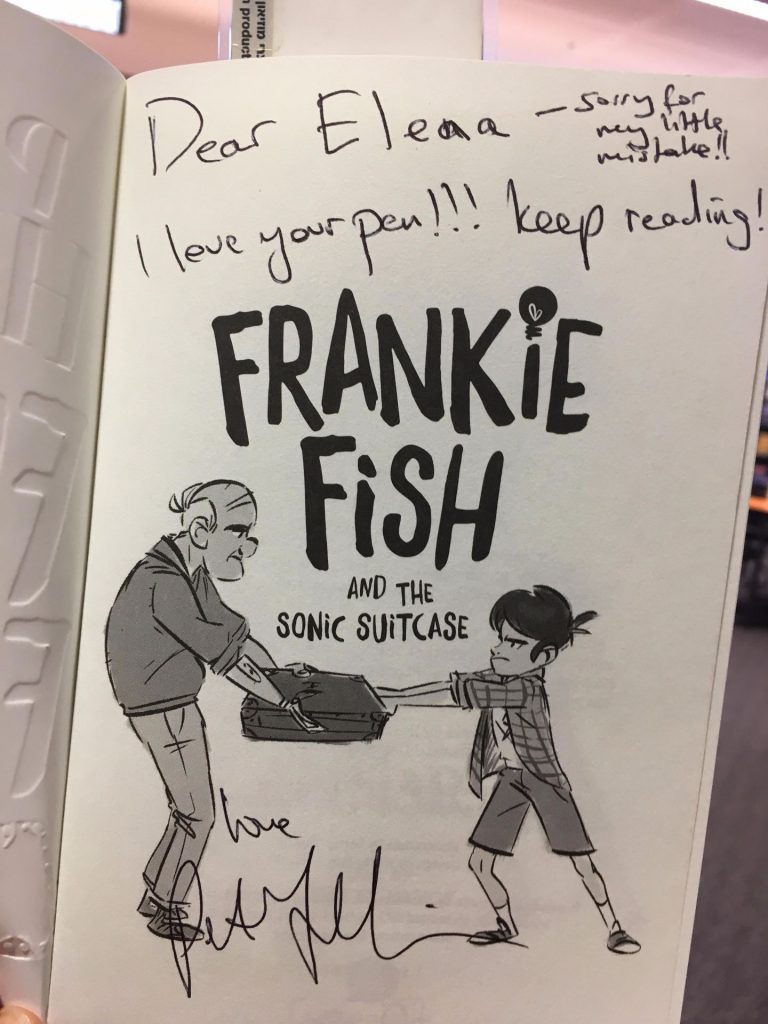 Dear Elena – sorry for
my little
mistake!!
I love your pen!!! keep reading!
FRANKiE
FiSH
AND THE
SONiC SUiTCASE
love